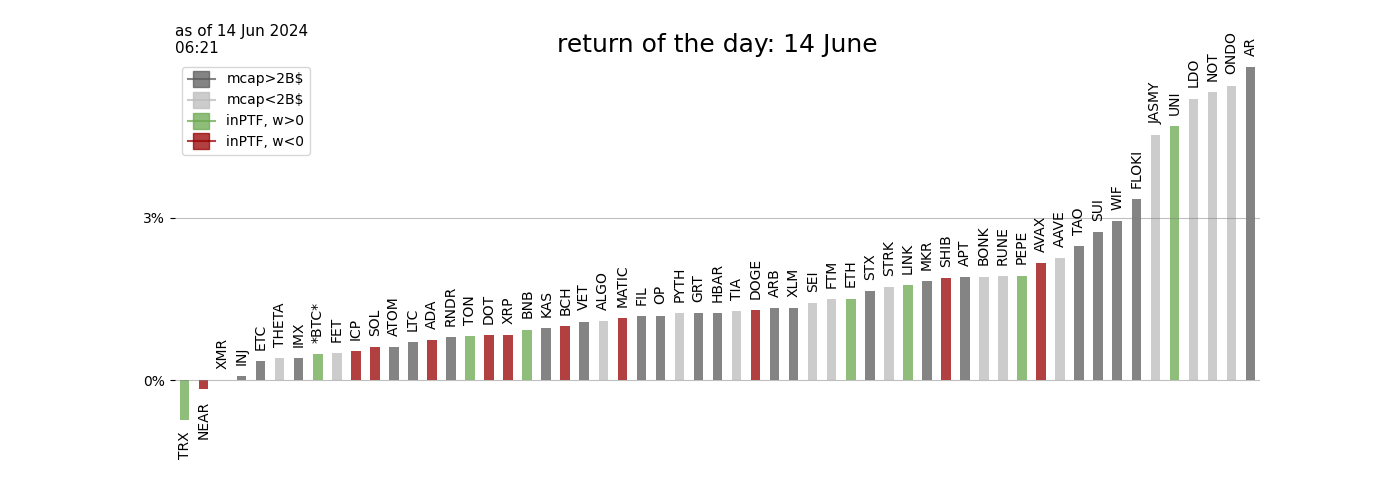 as of 14 Jun 2024
06:21
return of the day: 14 June
mcap>2B$
mcap<2B$
inPTF, w>0
inPTF, w<0
3%
0%
TRX
NEAR
XMR
INJ
ETC
THETA
IMX
*BTC*
FET
ICP
SOL
ATOM
LTC
ADA
RNDR
TON
DOT
XRP
BNB
KAS
BCH
VET
ALGO
MATIC
FIL
OP
PYTH
GRT
HBAR
TIA
DOGE
ARB
XLM
SEI
FTM
ETH
STX
STRK
LINK
MKR
SHIB
APT
BONK
RUNE
PEPE
AVAX
AAVE
TAO
SUI
WIF
FLOKI
JASMY
UNI
LDO
NOT
ONDO
AR